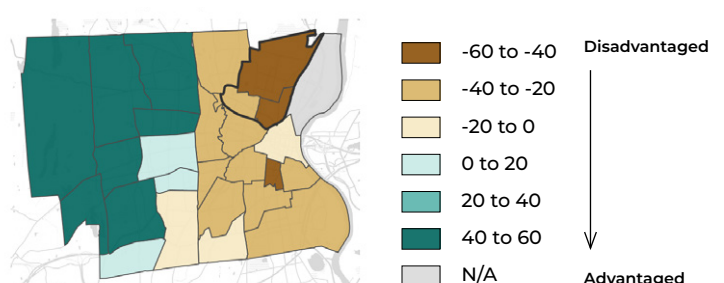 -60 to -40
Disadvantaged
-40 to -20
-20 to 0
0 to 20
20 to 40
40 to 60
N/A
Advantaged